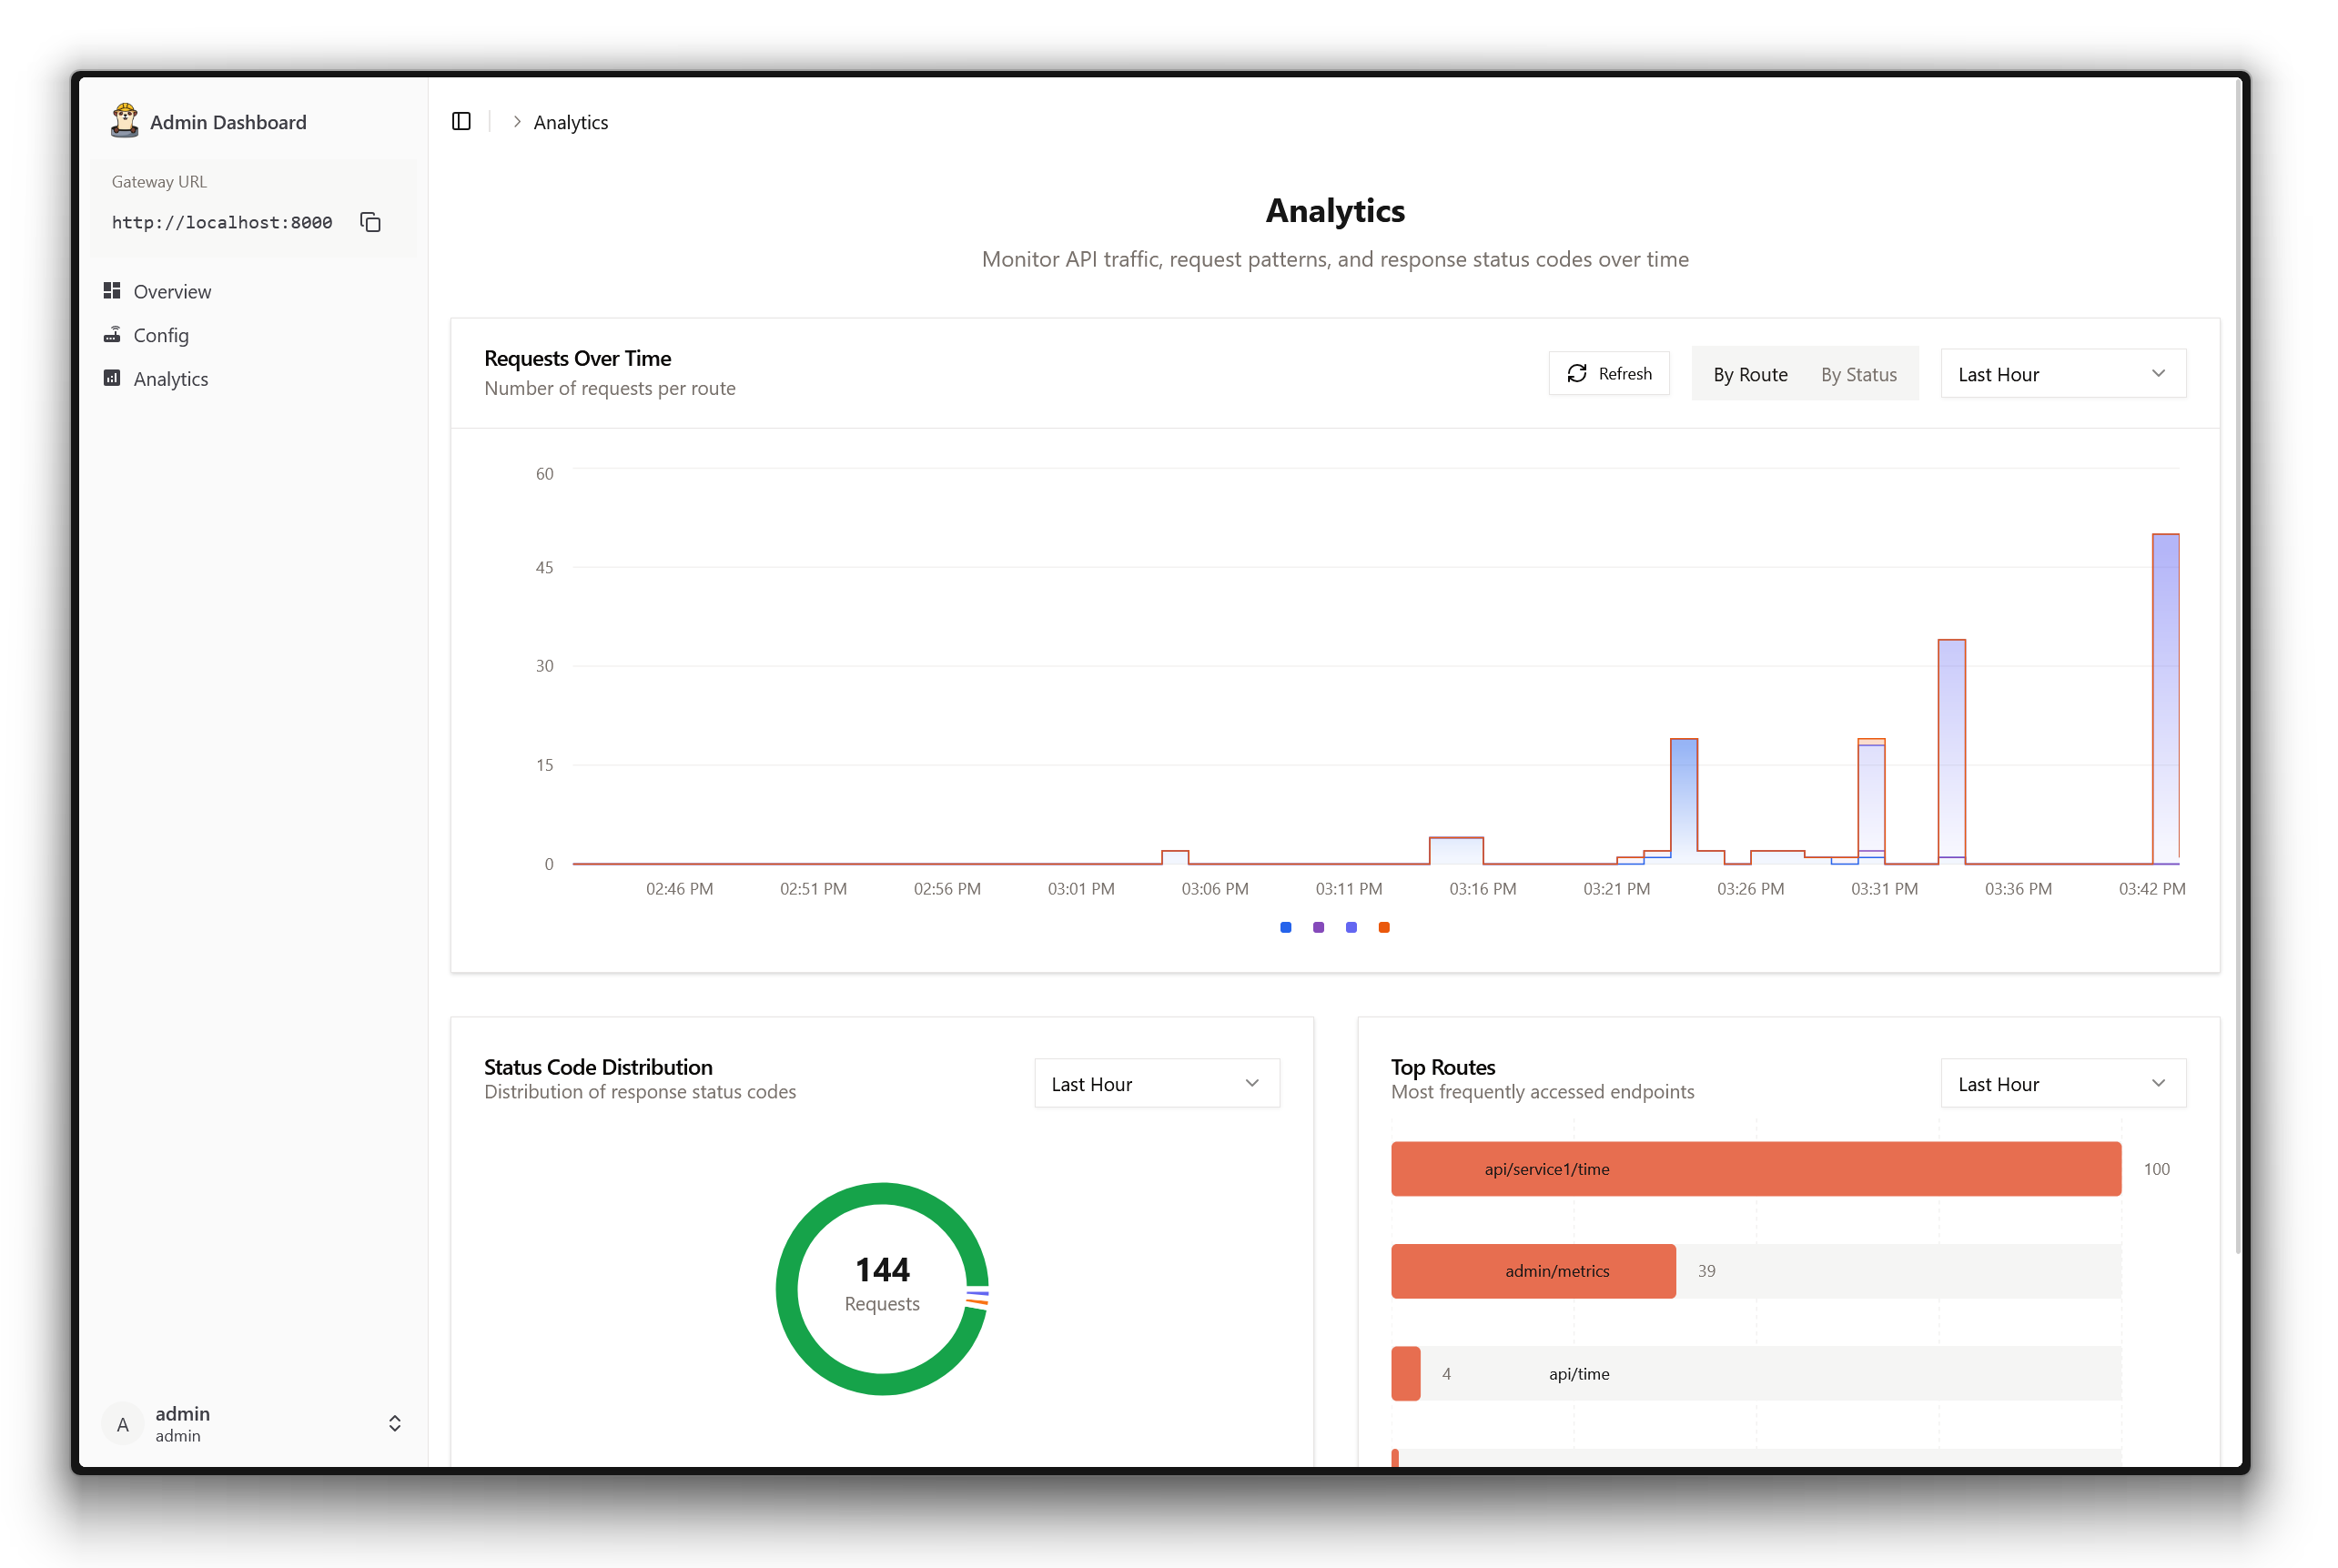 Admin Dashboard
Gateway URL
http://localhost:8000
Overview
Config
Analytics
admin
A
admin
Analytics
Analytics
Monitor API traffic, request patterns, and response status codes over time
Requests Over Time
Number of requests per route
Refresh
By Route
By Status
Last Hour
60
45
30
15
0
02:46 PM
02:51 PM
02:56 PM
03:01 PM
03:06 PM
03:11 PM
03:16 PM
03:21 PM
03:26 PM
03:31 PM
03:36 PM
03:42 PM
Status Code Distribution
Distribution of response status codes
Last Hour
144
Requests
Top Routes
Most frequently accessed endpoints
Last Hour
api/service1/time
100
admin/metrics
39
4
api/time